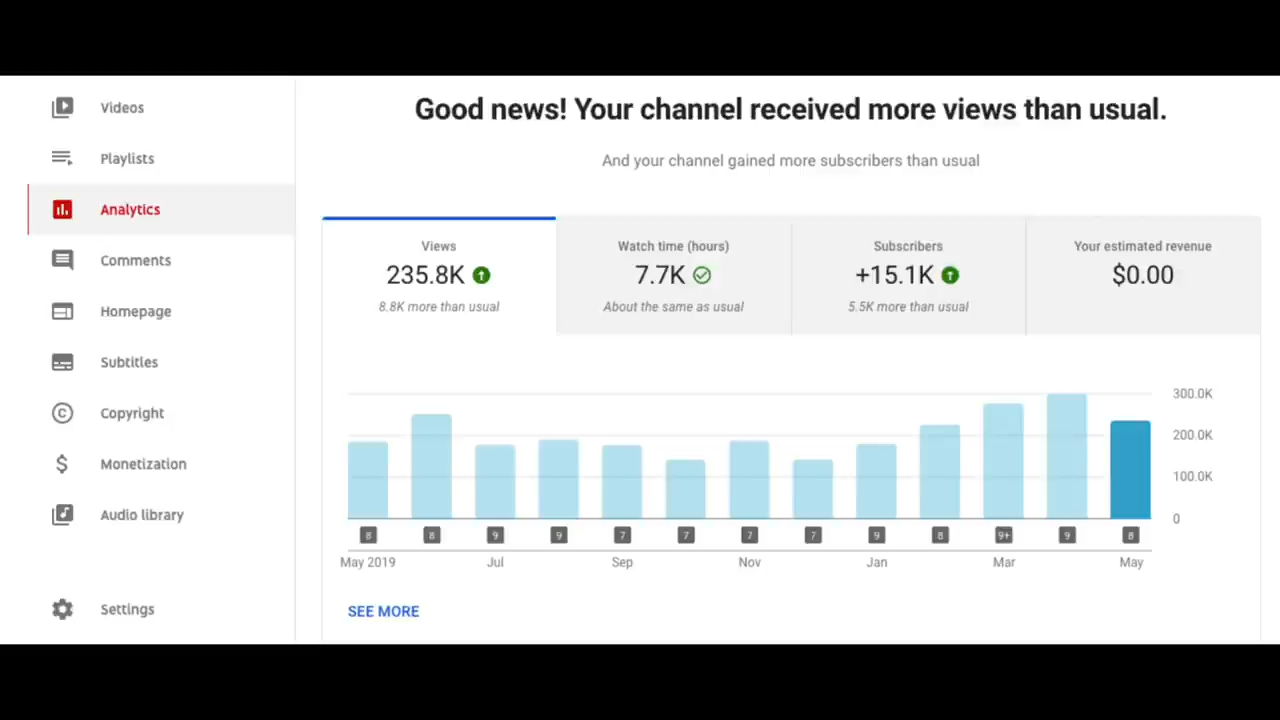 Videos
Playlists
Analytics
Comments
Homepage
Subtitles
Copyright
Monetization
Audio library
Settings
Good news! Your channel received more views than usual.
And your channel gained more subscribers than usual
Views
235.8K
8.8K more than usual
Watch time (hours)
7.7K
About the same as usual
Subscribers
+15.1K
5.5K more than usual
Your estimated revenue
$0.00
300.0K
200.0K
100.0K
0
8 8 9 9 7 7 7 7 9 8 9+ 9 8
May 2019 Jul Sep Nov Jan Mar May
SEE MORE